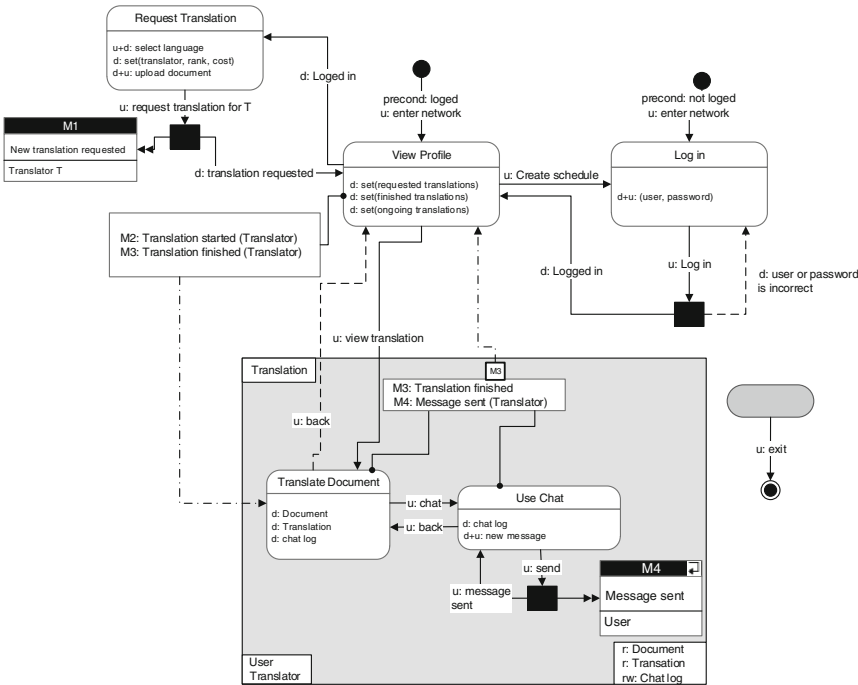 Request Translation
u+d: select language
d: set(translator, rank, cost)
d+u: upload document
d: Loged in
u: request translation for T
M1
New translation requested
Translator T
d: translation requested
precond: loged
u: enter network
precond: not loged
u: enter network
View Profile
d: set(requested translations)
d: set(finished translations)
d: set(ongoing translations)
u: Create schedule
Log in
d+u: (user, password)
M2: Translation started (Translator)
M3: Translation finished (Translator)
d: Logged in
u: Log in
d: user or password
is incorrect
u: view translation
Translation
M3
M3: Translation finished
M4: Message sent (Translator)
u: back
u: exit
Translate Document
d: Document
d: Translation
d: chat log
u: chat
u: back
Use Chat
d: chat log
d+u: new message
u: send
u: message
sent
M4
Message sent
User
User
Translator
r: Document
r: Transation
rw: Chat log